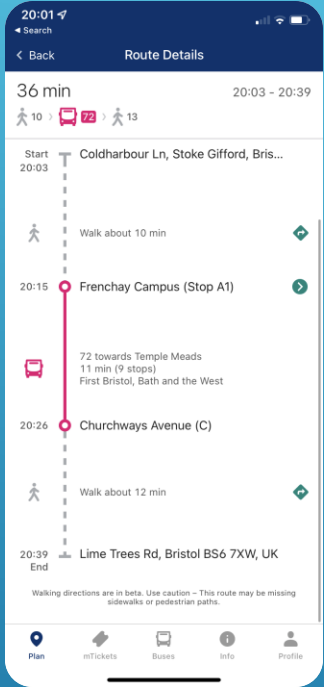 20:01
◄ Search
Back
Route Details
36 min
20:03 - 20:39
10 > 72 > 13
Start
20:03
Coldharbour Ln, Stoke Gifford, Bris...
Walk about 10 min
20:15
Frenchay Campus (Stop A1)
72 towards Temple Meads
11 min (9 stops)
First Bristol, Bath and the West
20:26
Churchways Avenue (C)
Walk about 12 min
20:39
End
Lime Trees Rd, Bristol BS6 7XW, UK
Walking directions are in beta. Use caution – This route may be missing
sidewalks or pedestrian paths.
Plan
mTickets
Buses
Info
Profile